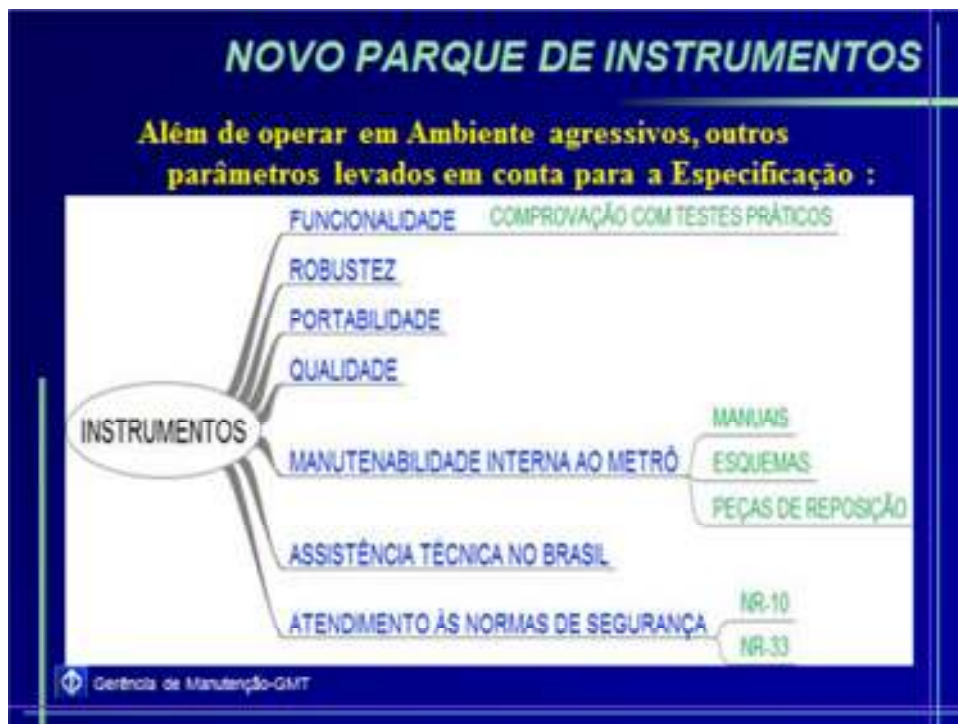 NOVO PARQUE DE INSTRUMENTOS
Além de operar em Ambiente agressivos, outros
parâmetros levados em conta para a Especificação :
INSTRUMENTOS
FUNCIONALIDADE
COMPROVAÇÃO COM TESTES PRÁTICOS
ROBUSTEZ
PORTABILIDADE
QUALIDADE
MANUTENABILIDADE INTERNA AO METRÔ
MANUAIS
ESQUEMAS
PEÇAS DE REPOSIÇÃO
ASSISTÊNCIA TÉCNICA NO BRASIL
ATENDIMENTO ÀS NORMAS DE SEGURANÇA
NR-10
NR-33
Gerência de Manutenção-GMT